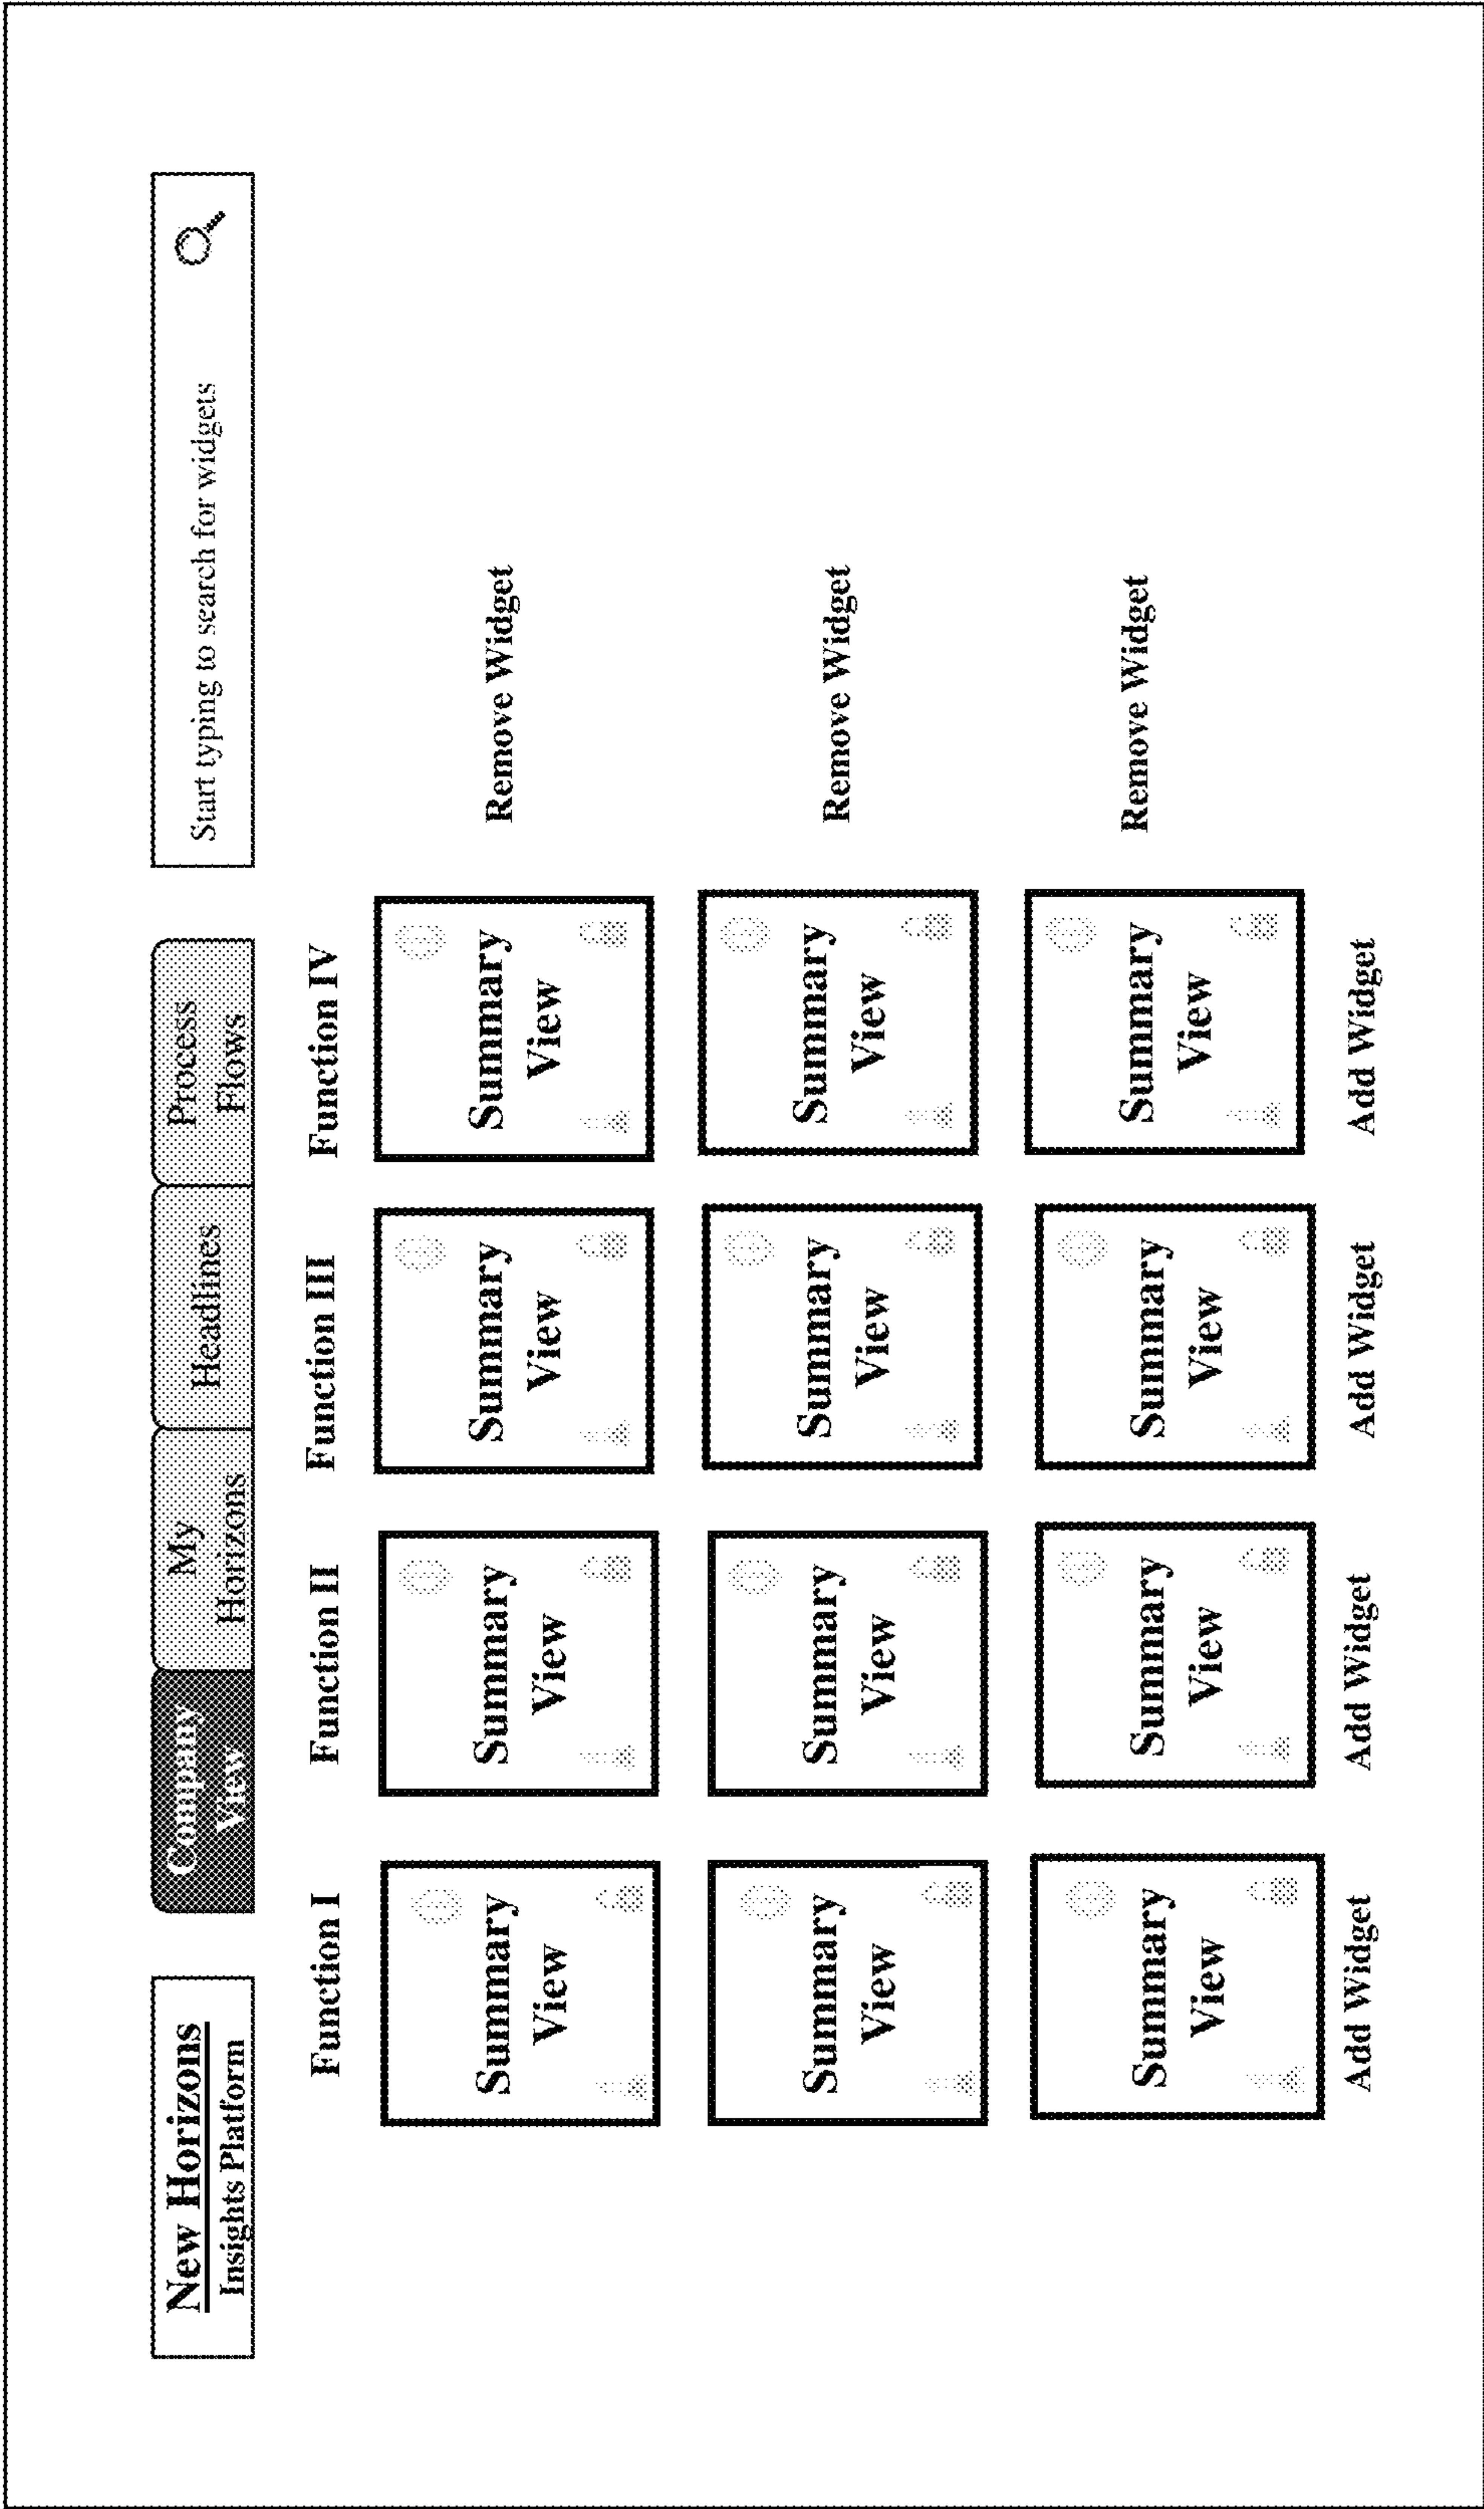 New Horizons
Insights Platform
Company
View
My
Horizons
Headlines
Process
Flows
Start typing to search for widgets
Function I
Function II
Function III
Function IV
Summary
View
Summary
View
Summary
View
Summary
View
Remove Widget
Summary
View
Summary
View
Summary
View
Summary
View
Remove Widget
Summary
View
Summary
View
Summary
View
Summary
View
Remove Widget
Add Widget
Add Widget
Add Widget
Add Widget